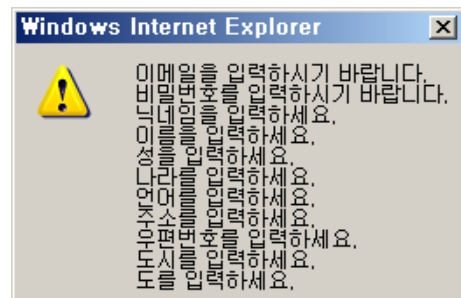 Windows Internet Explorer
이메일을 입력하시기 바랍니다.
비밀번호를 입력하시기 바랍니다.
닉네임을 입력하세요.
이름을 입력하세요.
성을 입력하세요.
나라를 입력하세요.
언어를 입력하세요.
주소를 입력하세요.
우편번호를 입력하세요.
도시를 입력하세요.
도를 입력하세요.